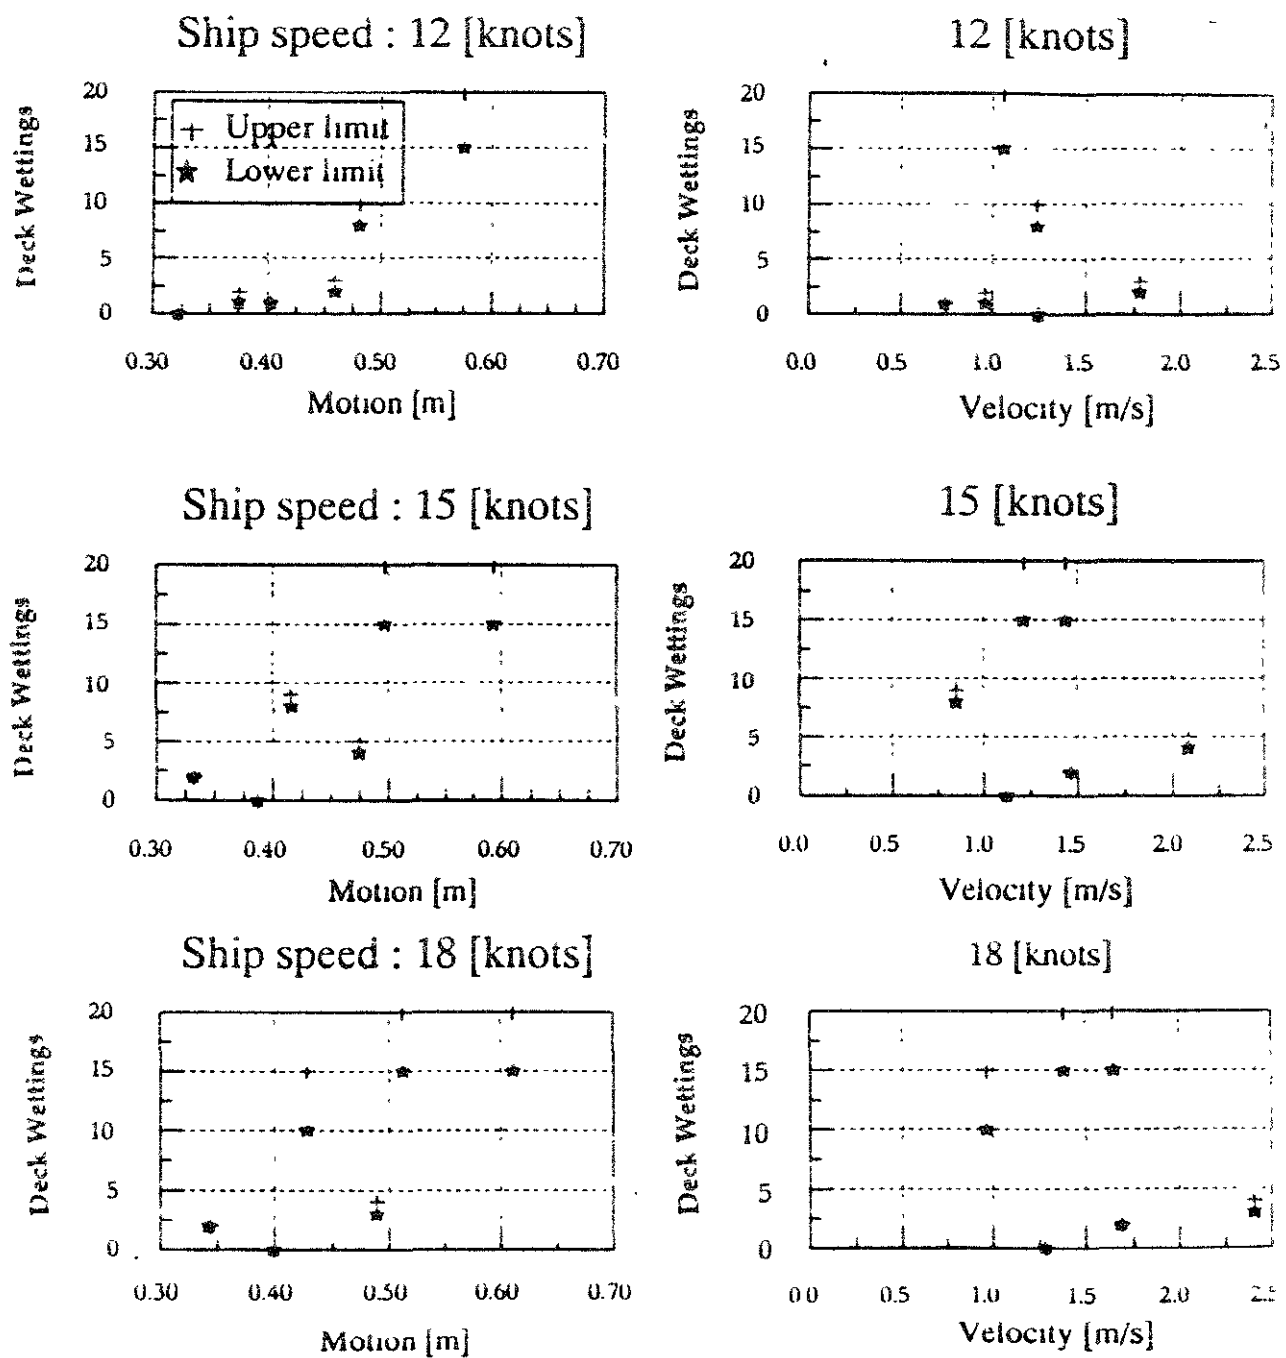 Ship speed : 12 [knots]
12 [knots]
Deck Wettings
20
15
10
5
0
+ Upper limit
★ Lower limit
0.30 0.40 0.50 0.60 0.70
Motion [m]
Deck Wettings
20
15
10
5
0
0.0 0.5 1.0 1.5 2.0 2.5
Velocity [m/s]
Ship speed : 15 [knots]
15 [knots]
Deck Wettings
20
15
10
5
0
0.30 0.40 0.50 0.60 0.70
Motion [m]
Deck Wettings
20
15
10
5
0
0.0 0.5 1.0 1.5 2.0 2.5
Velocity [m/s]
Ship speed : 18 [knots]
18 [knots]
Deck Wettings
20
15
10
5
0
0.30 0.40 0.50 0.60 0.70
Motion [m]
Deck Wettings
20
15
10
5
0
0 0 0.5 1.0 1.5 2.0 2.5
Velocity [m/s]